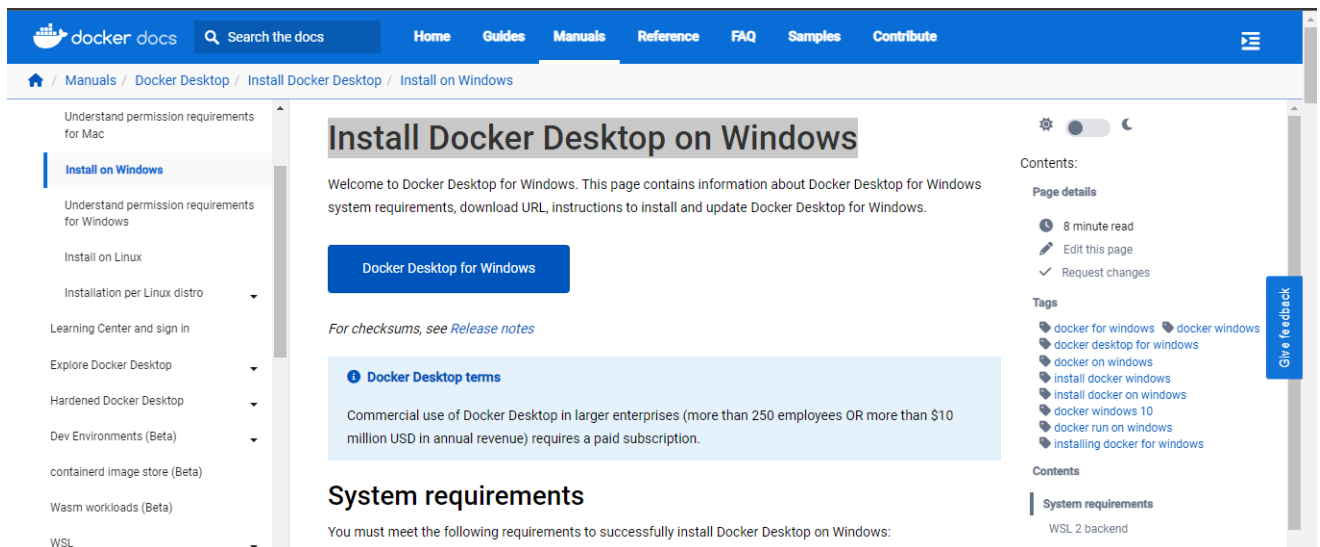 docker docs
Search the docs
Home
Guides
Manuals
Reference
FAQ
Samples
Contribute
/ Manuals / Docker Desktop / Install Docker Desktop / Install on Windows
Understand permission requirements
for Mac
Install on Windows
Understand permission requirements
for Windows
Install on Linux
Installation per Linux distro
Learning Center and sign in
Explore Docker Desktop
Hardened Docker Desktop
Dev Environments (Beta)
containerd image store (Beta)
Wasm workloads (Beta)
WSL
Install Docker Desktop on Windows
Welcome to Docker Desktop for Windows. This page contains information about Docker Desktop for Windows
system requirements, download URL, instructions to install and update Docker Desktop for Windows.
Docker Desktop for Windows
For checksums, see Release notes
Docker Desktop terms
Commercial use of Docker Desktop in larger enterprises (more than 250 employees OR more than $10
million USD in annual revenue) requires a paid subscription.
System requirements
You must meet the following requirements to successfully install Docker Desktop on Windows:
Contents:
Page details
8 minute read
Edit this page
Request changes
Tags
docker for windows docker windows
docker desktop for windows
docker on windows
install docker windows
install docker on windows
docker windows 10
docker run on windows
installing docker for windows
Contents
System requirements
WSL 2 backend
Give feedback